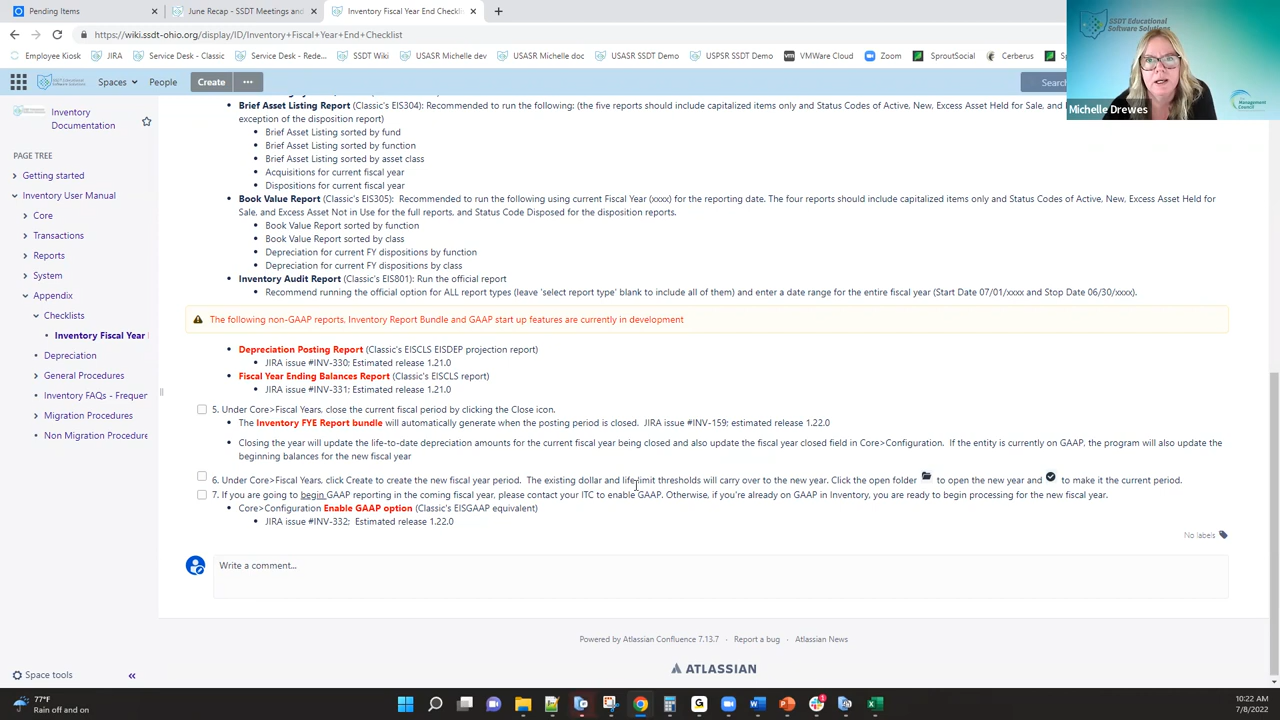 Pending Items
June Recap - SSDT Meetings and
Inventory Fiscal Year End Checkli
https://wiki.ssdt-ohio.org/display/ID/Inventory+Fiscal+Year+End+Checklist
Employee Kiosk
JIRA
Service Desk - Clas...
Service Desk - Rede...
SSDT Wiki
USASR Michelle dev
USASR Michelle doc
USASR SSDT Demo
USPSR SSDT Demo
VMWare Cloud
Zoom
SproutSocial
Cerberus
SSDT Educational
Software Solutions
Management
Council
Michelle Drewes
Spaces
People
Create
Search
Inventory
Documentation
PAGE TREE
Getting started
Inventory User Manual
Core
Transactions
Reports
System
Appendix
Checklists
Inventory Fiscal Year
Depreciation
General Procedures
Inventory FAQs - Frequer
Migration Procedures
Non Migration Procedure
Space tools
Brief Asset Listing Report (Classic's EIS304): Recommended to run the following: (the five reports should include capitalized items only and Status Codes of Active, New, Excess Asset Held for Sale, and
exception of the disposition report)
Brief Asset Listing sorted by fund
Brief Asset Listing sorted by function
Brief Asset Listing sorted by asset class
Acquisitions for current fiscal year
Dispositions for current fiscal year
Book Value Report (Classic's EIS305): Recommended to run the following using current Fiscal Year (xxxx) for the reporting date. The four reports should include capitalized items only and Status Codes of Active, New, Excess Asset Held for
Sale, and Excess Asset Not in Use for the full reports, and Status Code Disposed for the disposition reports.
Book Value Report sorted by function
Book Value Report sorted by class
Depreciation for current FY dispositions by function
Depreciation for current FY dispositions by class
Inventory Audit Report (Classic's EIS801): Run the official report
Recommend running the official option for ALL report types (leave 'select report type' blank to include all of them) and enter a date range for the entire fiscal year (Start Date 07/01/xxxx and Stop Date 06/30/xxxx).
The following non-GAAP reports, Inventory Report Bundle and GAAP start up features are currently in development
Depreciation Posting Report (Classic's EISCLS EISDEP projection report)
JIRA issue #INV-330; Estimated release 1.21.0
Fiscal Year Ending Balances Report (Classic's EISCLS report)
JIRA issue #INV-331; Estimated release 1.21.0
5. Under Core>Fiscal Years, close the current fiscal period by clicking the Close icon.
The Inventory FYE Report bundle will automatically generate when the posting period is closed. JIRA issue #INV-159: estimated release 1.22.0
Closing the year will update the life-to-date depreciation amounts for the current fiscal year being closed and also update the fiscal year closed field in Core>Configuration. If the entity is currently on GAAP, the program will also update the
beginning balances for the new fiscal year
6. Under Core>Fiscal Years, click Create to create the new fiscal year period. The existing dollar and life limit thresholds will carry over to the new year. Click the open folder to open the new year and to make it the current period.
7. If you are going to begin GAAP reporting in the coming fiscal year, please contact your ITC to enable GAAP. Otherwise, if you're already on GAAP in Inventory, you are ready to begin processing for the new fiscal year.
Core>Configuration Enable GAAP option (Classic's EISGAAP equivalent)
JIRA issue #INV-332; Estimated release 1.22.0
No labels
Write a comment...
Powered by Atlassian Confluence 7.13.7 · Report a bug · Atlassian News
ATLASSIAN
77°F
Rain off and on
10:22 AM
7/8/2022